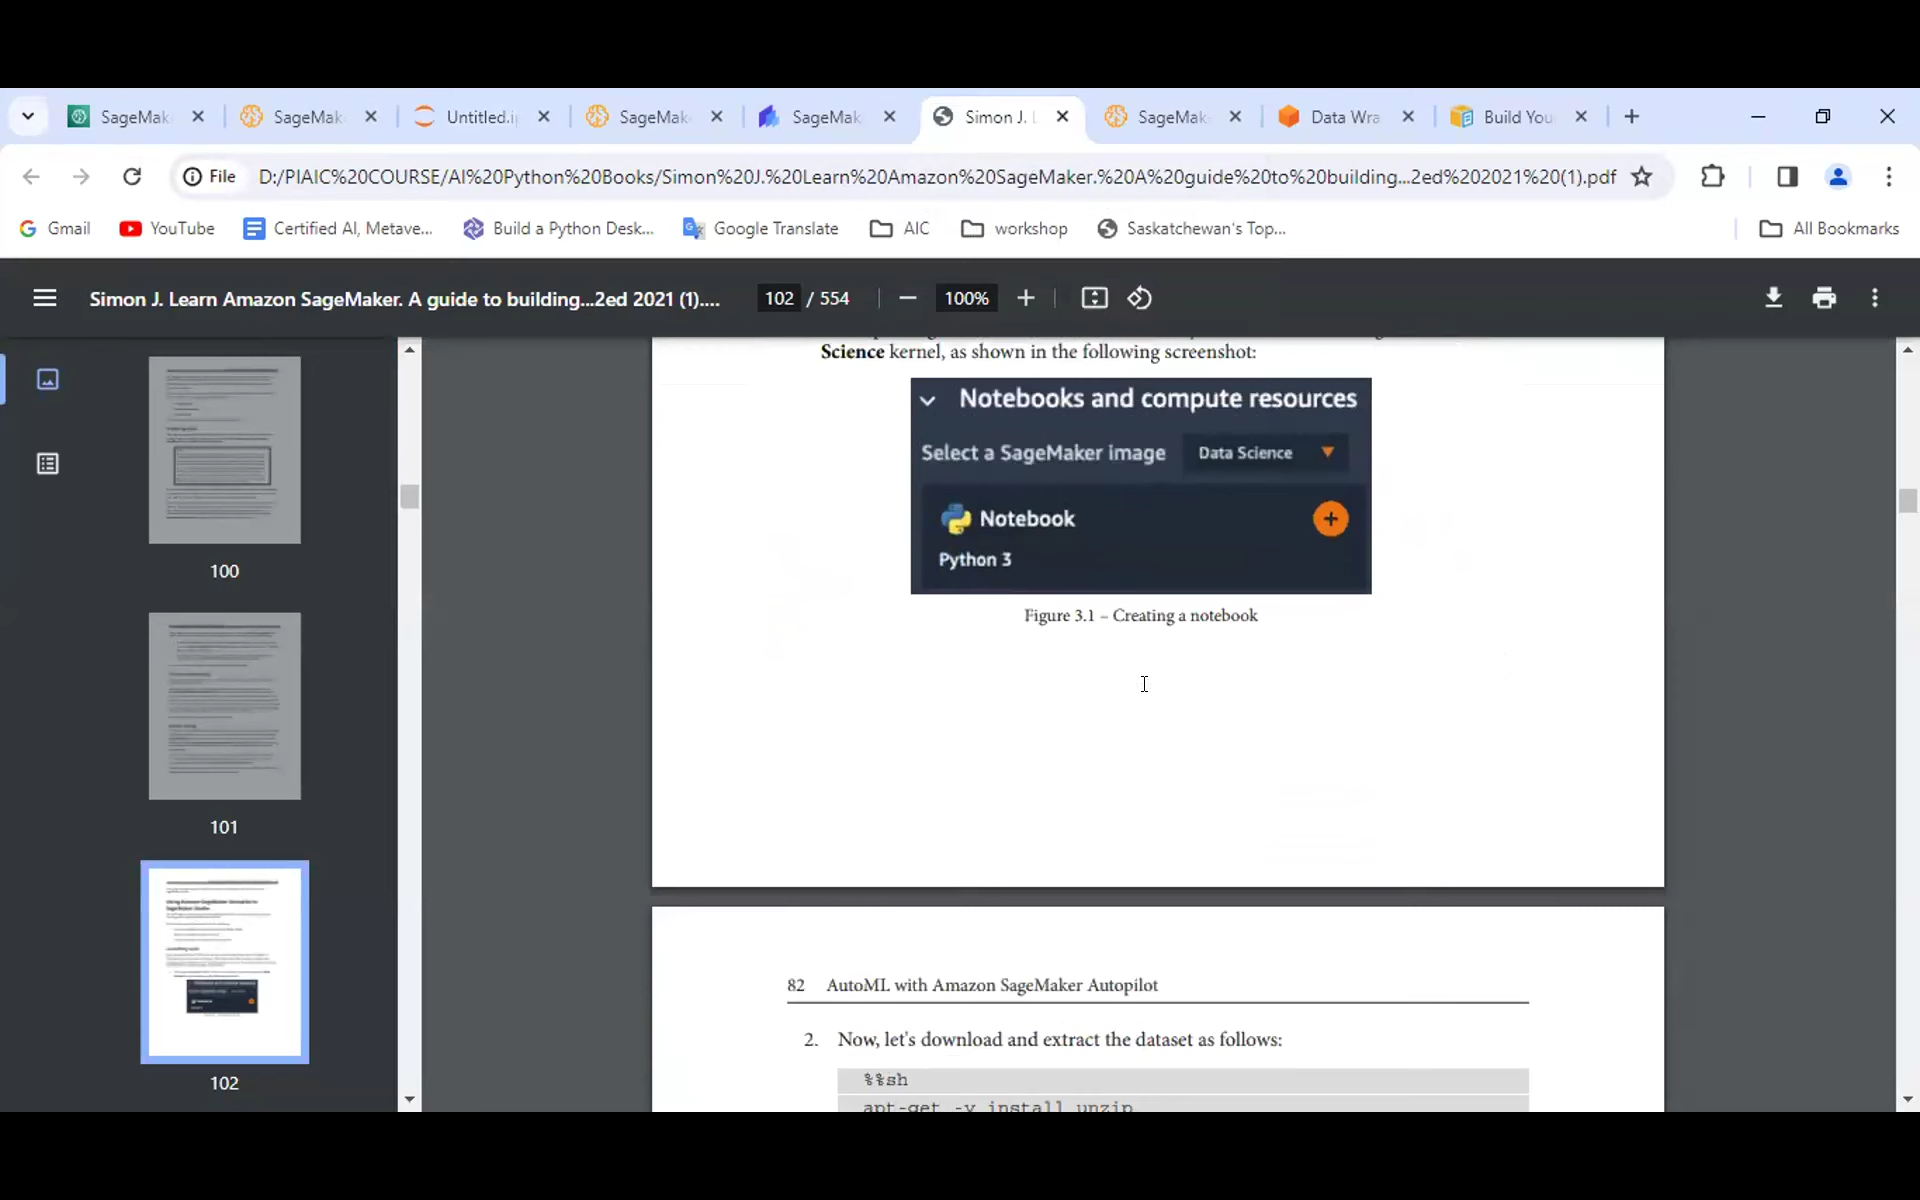 SageMak
SageMak
Untitled.i
SageMak
SageMak
Simon J. L
SageMak
Data Wra
Build You
File
D:/PIAIC%20COURSE/AI%20Python%20Books/Simon%20J.%20Learn%20Amazon%20SageMaker.%20A%20guide%20to%20building...2ed%202021%20(1).pdf
Gmail
YouTube
Certified AI, Metave...
Build a Python Desk...
Google Translate
AIC
workshop
Saskatchewan's Top...
All Bookmarks
Simon J. Learn Amazon SageMaker. A guide to building...2ed 2021 (1)....
102 / 554
100%
100
101
102
Science kernel, as shown in the following screenshot:
Notebooks and compute resources
Select a SageMaker image
Data Science
Notebook
Python 3
Figure 3.1 – Creating a notebook
82 AutoML with Amazon SageMaker Autopilot
2. Now, let's download and extract the dataset as follows:
%%sh
apt-get -y install unzip